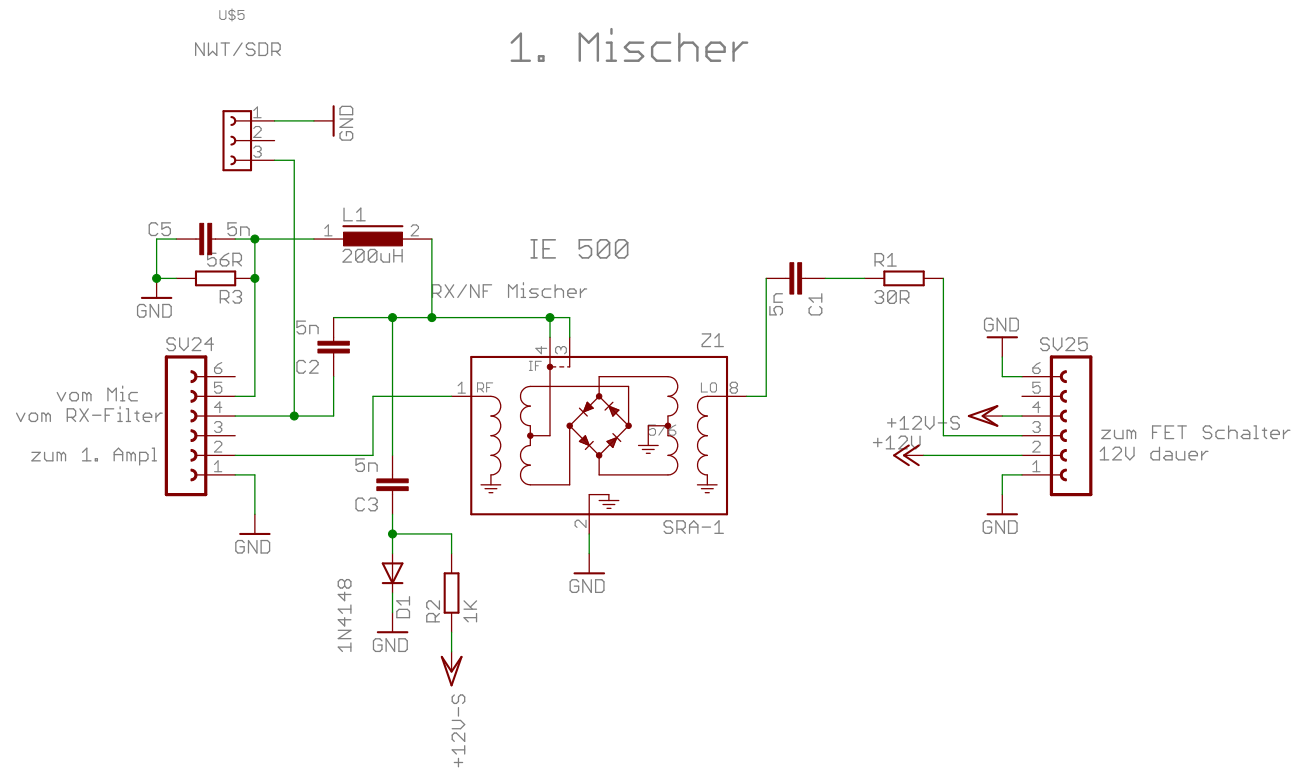 U$5
NWT/SDR
1. Mischer
1
2
3
GND
C5
5n
56R
R3
GND
L1
1
2
200uH
IE 500
RX/NF Mischer
5n
C2
SV24
6
5
4
3
2
1
vom Mic
vom RX-Filter
zum 1. Ampl
GND
5n
C3
1N4148
D1
GND
R2
1K
+12V-S
4
3
IF
1
RF
Z1
LO
8
5/6
2
SRA-1
GND
5n
C1
R1
30R
GND
SV25
6
5
4
3
2
1
+12V-S
+12V
zum FET Schalter
12V dauer
GND